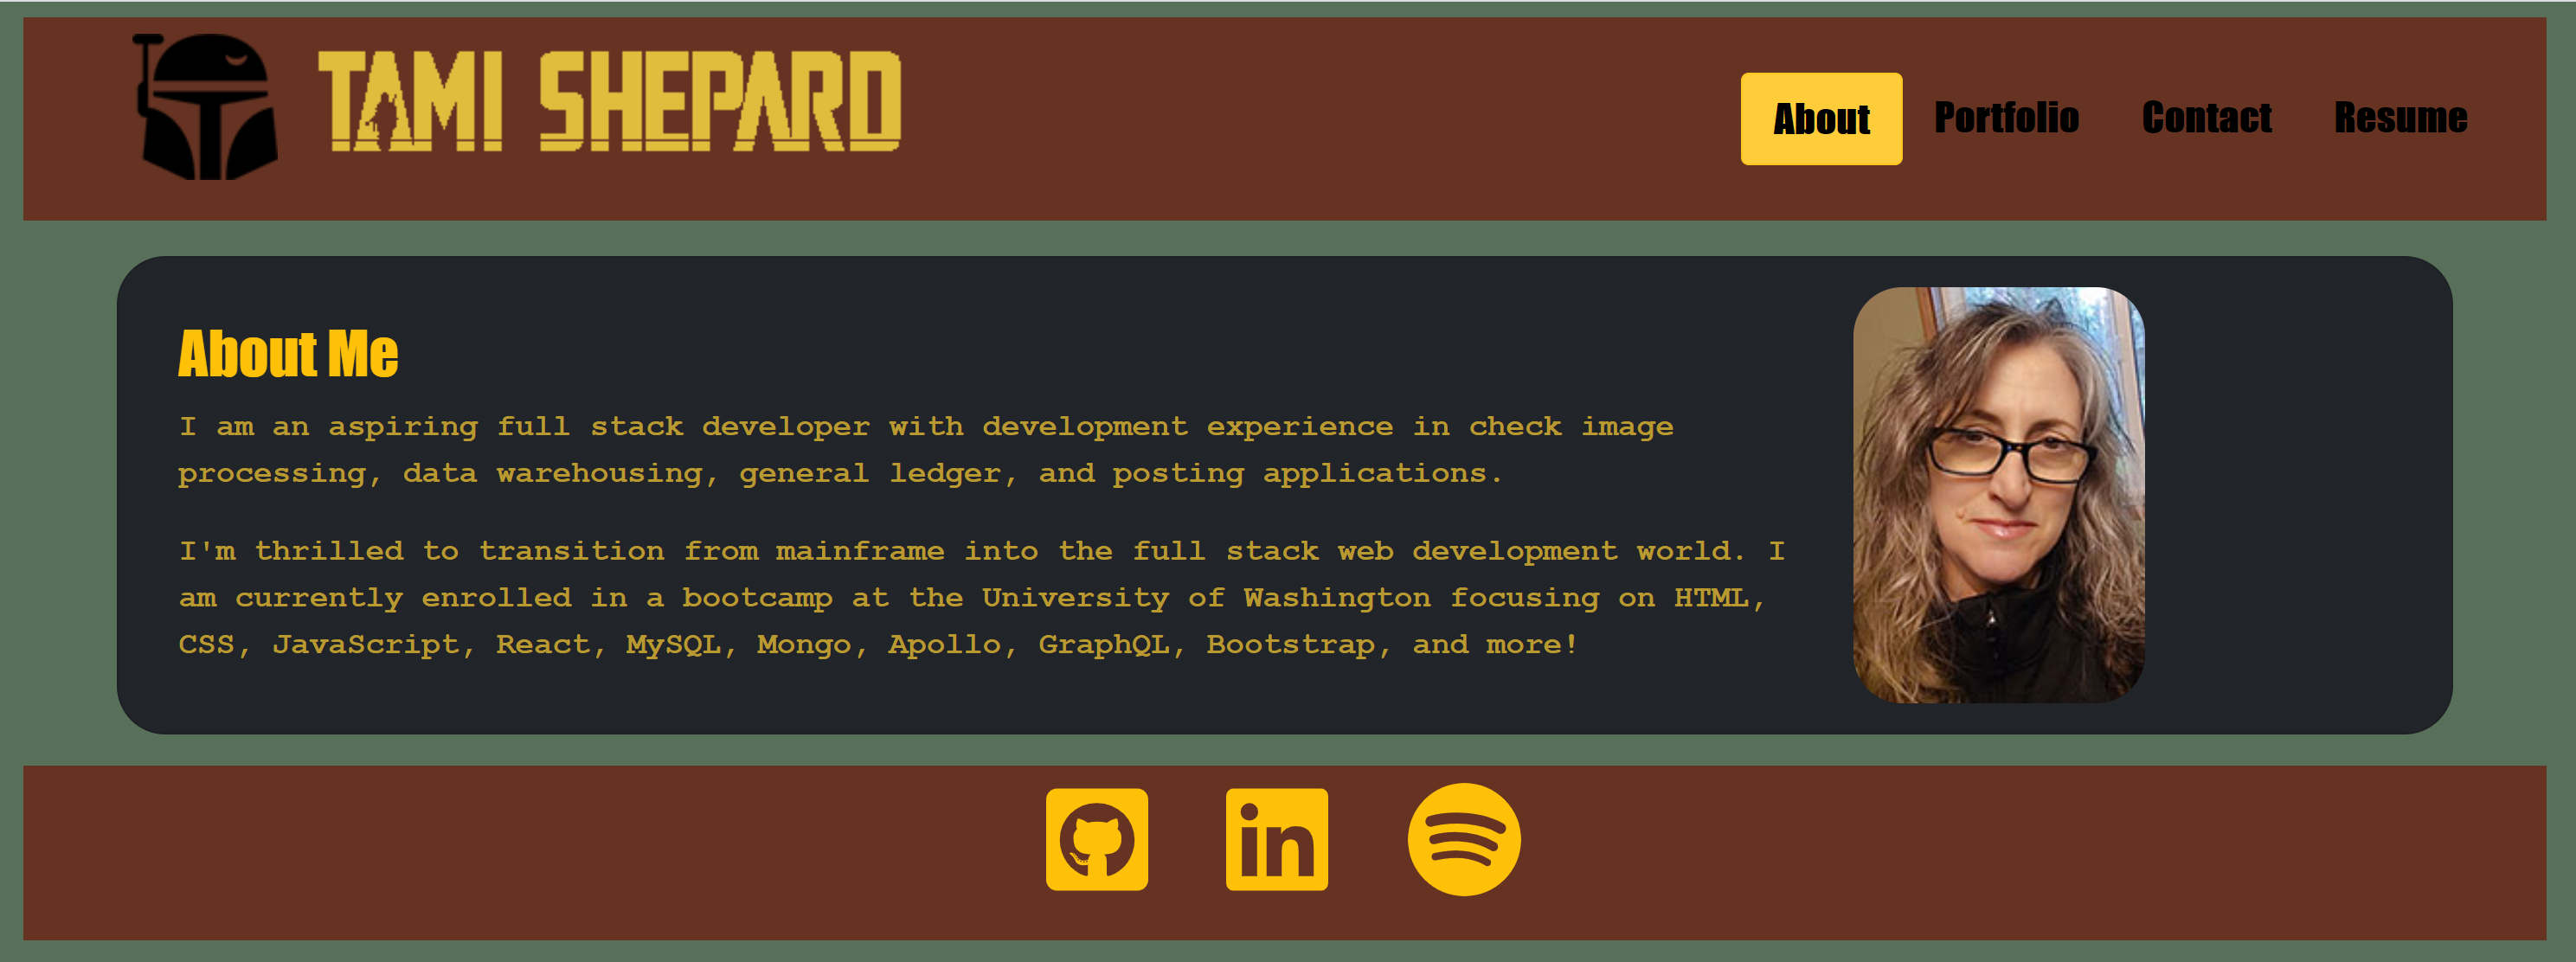 TAMI SHEPARD
About Portfolio Contact Resume
About Me
I am an aspiring full stack developer with development experience in check image
processing, data warehousing, general ledger, and posting applications.
I'm thrilled to transition from mainframe into the full stack web development world. I
am currently enrolled in a bootcamp at the University of Washington focusing on HTML,
CSS, JavaScript, React, MySQL, Mongo, Apollo, GraphQL, Bootstrap, and more!
in